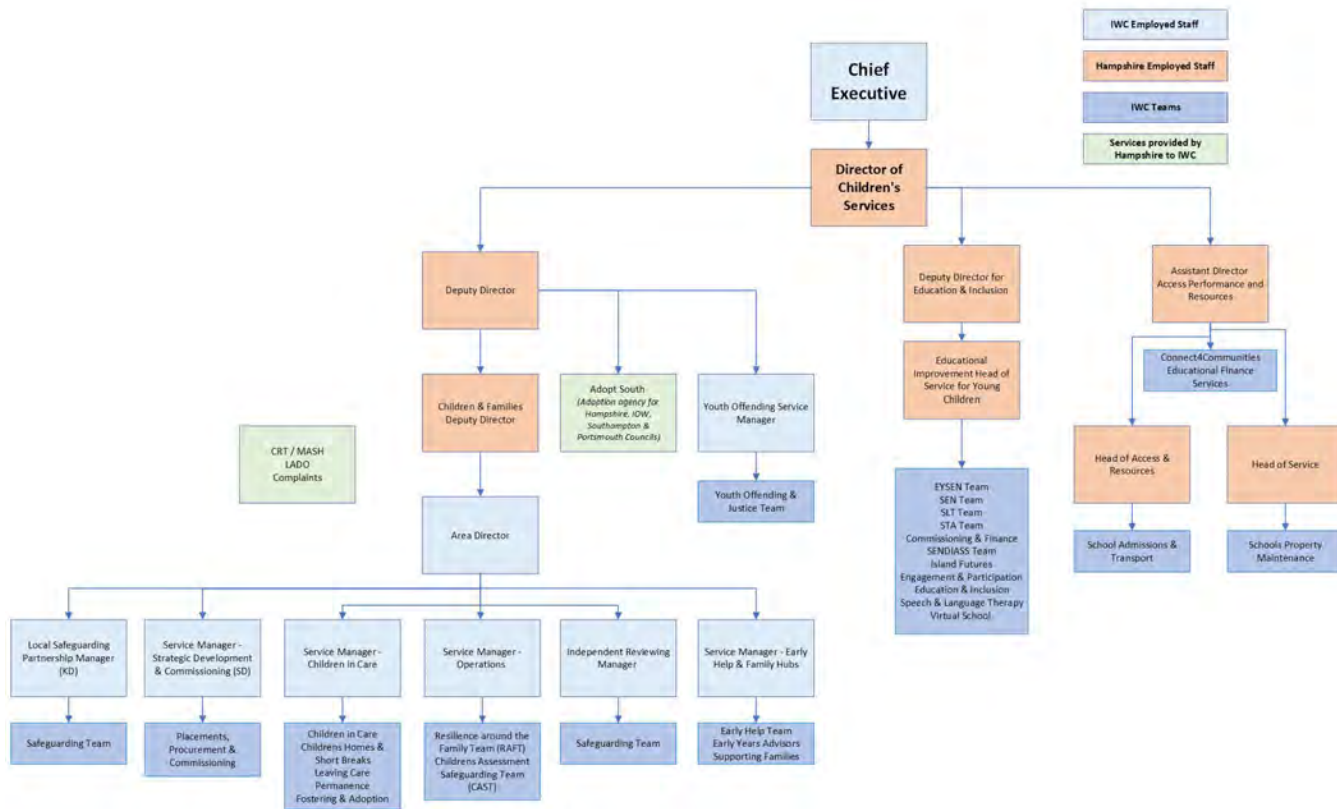 IWC Employed Staff
Hampshire Employed Staff
IWC Teams
Services provided by
Hampshire to IWC
Chief
Executive
Director of
Children's
Services
Deputy Director
Deputy Director for
Education & Inclusion
Assistant Director
Access Performance and
Resources
Children & Families
Deputy Director
Adopt South
(Adoption agency for
Hampshire, IOW,
Southampton &
Portsmouth Councils)
Youth Offending Service
Manager
Educational
Improvement Head of
Service for Young
Children
Connect4Communities
Educational Finance
Services
CRT / MASH
LADO
Complaints
Head of Access &
Resources
Head of Service
Youth Offending &
Justice Team
EYSEN Team
SEN Team
SLT Team
STA Team
Commissioning & Finance
SENDIASS Team
Island Futures
Engagement & Participation
Education & Inclusion
Speech & Language Therapy
Virtual School
Area Director
School Admissions &
Transport
Schools Property
Maintenance
Local Safeguarding
Partnership Manager
(KD)
Service Manager -
Strategic Development
& Commissioning (SD)
Service Manager -
Children in Care
Service Manager -
Operations
Independent Reviewing
Manager
Service Manager - Early
Help & Family Hubs
Safeguarding Team
Placements,
Procurement &
Commissioning
Children in Care
Childrens Homes &
Short Breaks
Leaving Care
Permanence
Fostering & Adoption
Resilience around the
Family Team (RAFT)
Childrens Assessment
Safeguarding Team
(CAST)
Safeguarding Team
Early Help Team
Early Years Advisors
Supporting Families